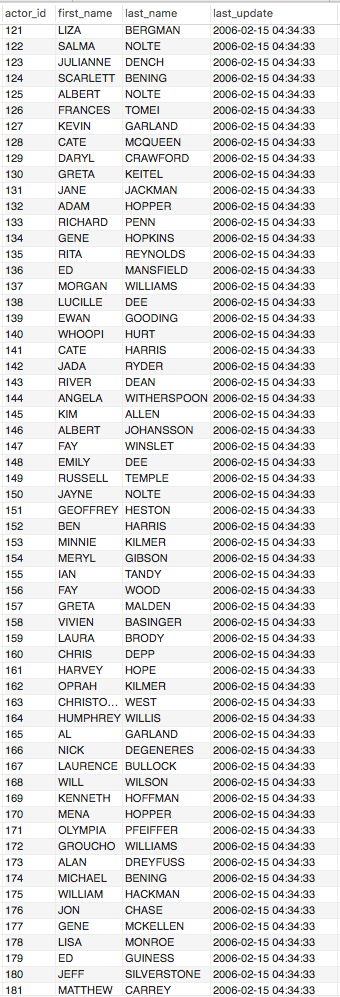 actor_id first_name last_name last_update
121 LIZA BERGMAN 2006-02-15 04:34:33
122 SALMA NOLTE 2006-02-15 04:34:33
123 JULIANNE DENCH 2006-02-15 04:34:33
124 SCARLETT BENING 2006-02-15 04:34:33
125 ALBERT NOLTE 2006-02-15 04:34:33
126 FRANCES TOMEI 2006-02-15 04:34:33
127 KEVIN GARLAND 2006-02-15 04:34:33
128 CATE MCQUEEN 2006-02-15 04:34:33
129 DARYL CRAWFORD 2006-02-15 04:34:33
130 GRETA KEITEL 2006-02-15 04:34:33
131 JANE JACKMAN 2006-02-15 04:34:33
132 ADAM HOPPER 2006-02-15 04:34:33
133 RICHARD PENN 2006-02-15 04:34:33
134 GENE HOPKINS 2006-02-15 04:34:33
135 RITA REYNOLDS 2006-02-15 04:34:33
136 ED MANSFIELD 2006-02-15 04:34:33
137 MORGAN WILLIAMS 2006-02-15 04:34:33
138 LUCILLE DEE 2006-02-15 04:34:33
139 EWAN GOODING 2006-02-15 04:34:33
140 WHOOPI HURT 2006-02-15 04:34:33
141 CATE HARRIS 2006-02-15 04:34:33
142 JADA RYDER 2006-02-15 04:34:33
143 RIVER DEAN 2006-02-15 04:34:33
144 ANGELA WITHERSPOON 2006-02-15 04:34:33
145 KIM ALLEN 2006-02-15 04:34:33
146 ALBERT JOHANSSON 2006-02-15 04:34:33
147 FAY WINSLET 2006-02-15 04:34:33
148 EMILY DEE 2006-02-15 04:34:33
149 RUSSELL TEMPLE 2006-02-15 04:34:33
150 JAYNE NOLTE 2006-02-15 04:34:33
151 GEOFFREY HESTON 2006-02-15 04:34:33
152 BEN HARRIS 2006-02-15 04:34:33
153 MINNIE KILMER 2006-02-15 04:34:33
154 MERYL GIBSON 2006-02-15 04:34:33
155 IAN TANDY 2006-02-15 04:34:33
156 FAY WOOD 2006-02-15 04:34:33
157 GRETA MALDEN 2006-02-15 04:34:33
158 VIVIEN BASINGER 2006-02-15 04:34:33
159 LAURA BRODY 2006-02-15 04:34:33
160 CHRIS DEPP 2006-02-15 04:34:33
161 HARVEY HOPE 2006-02-15 04:34:33
162 OPRAH KILMER 2006-02-15 04:34:33
163 CHRISTO... WEST 2006-02-15 04:34:33
164 HUMPHREY WILLIS 2006-02-15 04:34:33
165 AL GARLAND 2006-02-15 04:34:33
166 NICK DEGENERES 2006-02-15 04:34:33
167 LAURENCE BULLOCK 2006-02-15 04:34:33
168 WILL WILSON 2006-02-15 04:34:33
169 KENNETH HOFFMAN 2006-02-15 04:34:33
170 MENA HOPPER 2006-02-15 04:34:33
171 OLYMPIA PFEIFFER 2006-02-15 04:34:33
172 GROUCHO WILLIAMS 2006-02-15 04:34:33
173 ALAN DREYFUSS 2006-02-15 04:34:33
174 MICHAEL BENING 2006-02-15 04:34:33
175 WILLIAM HACKMAN 2006-02-15 04:34:33
176 JON CHASE 2006-02-15 04:34:33
177 GENE MCKELLEN 2006-02-15 04:34:33
178 LISA MONROE 2006-02-15 04:34:33
179 ED GUINESS 2006-02-15 04:34:33
180 JEFF SILVERSTONE 2006-02-15 04:34:33
181 MATTHEW CARREY 2006-02-15 04:34:33